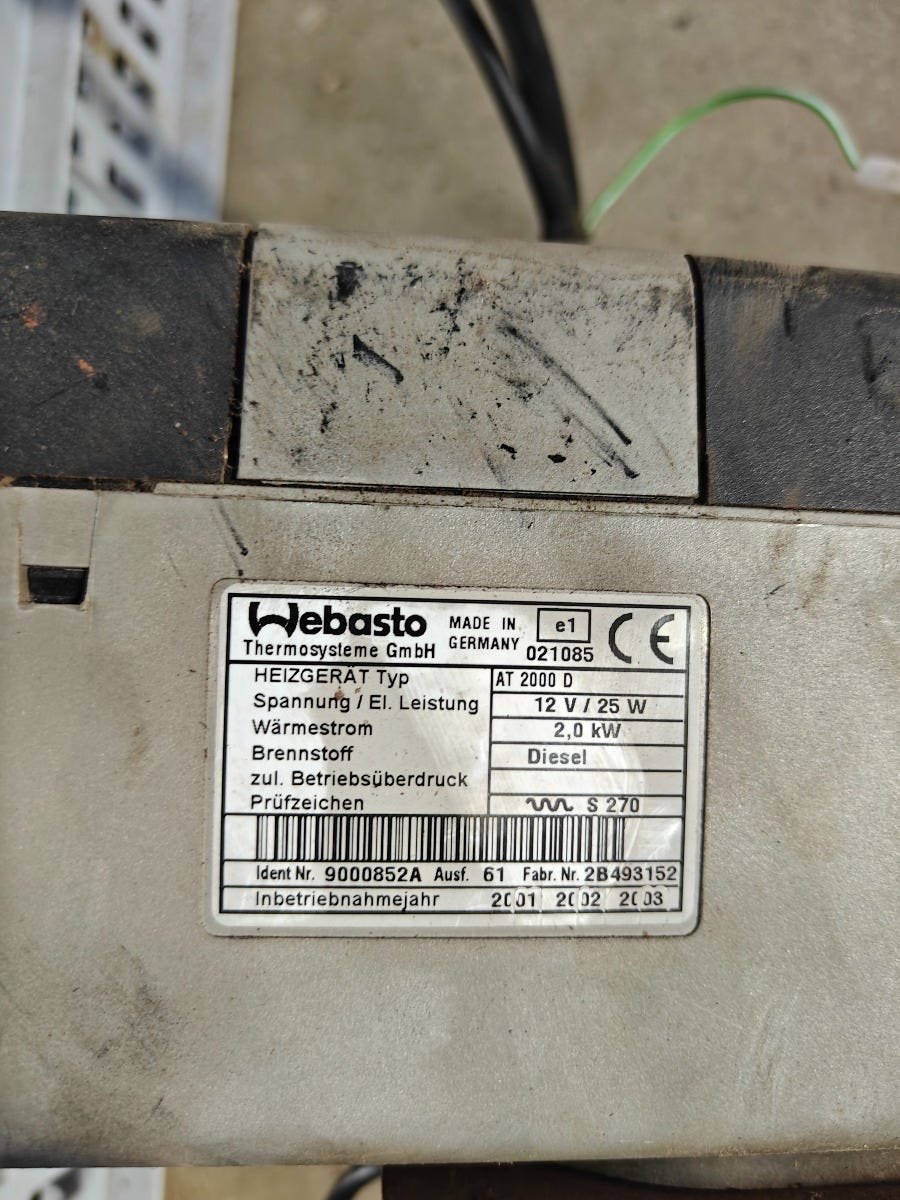 Webasto
Thermosysteme GmbH
MADE IN
GERMANY
e1
021085
CE
HEIZGERÄT Typ AT 2000 D
Spannung / El. Leistung 12 V / 25 W
Wärmestrom 2,0 kW
Brennstoff Diesel
zul. Betriebsüberdruck
Prüfzeichen S 270
Ident Nr. 9000852A Ausf. 61 Fabr. Nr. 2B493152
Inbetriebnahmejahr 2001 2002 2003